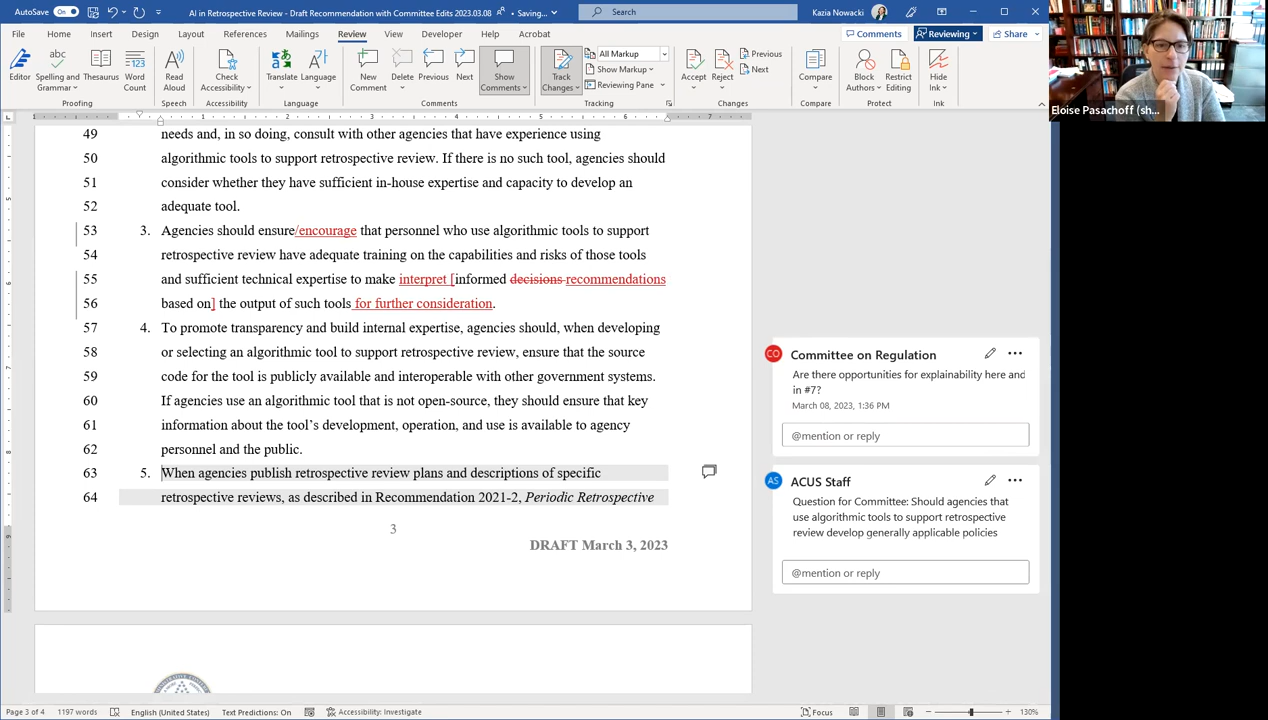 AutoSave On AI in Retrospective Review - Draft Recommendation with Committee Edits 2023.03.08 • Saving... Search Kazia Nowacki
File Home Insert Draw Design Layout References Mailings Review View Developer Help Acrobat Comments Reviewing Share
Editor Spelling and Grammar Thesaurus Word Count Read Aloud Check Accessibility Translate Language New Comment Delete Previous Next Show Comments Track Changes All Markup Show Markup Reviewing Pane Accept Reject Previous Next Compare Block Authors Restrict Editing Hide Ink
Proofing Speech Accessibility Language Comments Tracking Changes Compare Protect Ink
Eloise Pasachoff (sh...
1 2 3 4 5 6 7
49 needs and, in so doing, consult with other agencies that have experience using
50 algorithmic tools to support retrospective review. If there is no such tool, agencies should
51 consider whether they have sufficient in-house expertise and capacity to develop an
52 adequate tool.
53 3. Agencies should ensure/encourage that personnel who use algorithmic tools to support
54 retrospective review have adequate training on the capabilities and risks of those tools
55 and sufficient technical expertise to make interpret [informed decisions recommendations
56 based on] the output of such tools for further consideration.
57 4. To promote transparency and build internal expertise, agencies should, when developing
58 or selecting an algorithmic tool to support retrospective review, ensure that the source
59 code for the tool is publicly available and interoperable with other government systems.
60 If agencies use an algorithmic tool that is not open-source, they should ensure that key
61 information about the tool's development, operation, and use is available to agency
62 personnel and the public.
63 5. When agencies publish retrospective review plans and descriptions of specific
64 retrospective reviews, as described in Recommendation 2021-2, Periodic Retrospective
3
DRAFT March 3, 2023
CO Committee on Regulation
Are there opportunities for explainability here and
in #7?
March 08, 2023, 1:36 PM
@mention or reply
AS ACUS Staff
Question for Committee: Should agencies that
use algorithmic tools to support retrospective
review develop generally applicable policies
@mention or reply
Page 3 of 4 1197 words English (United States) Text Predictions: On Accessibility: Investigate Focus 130%